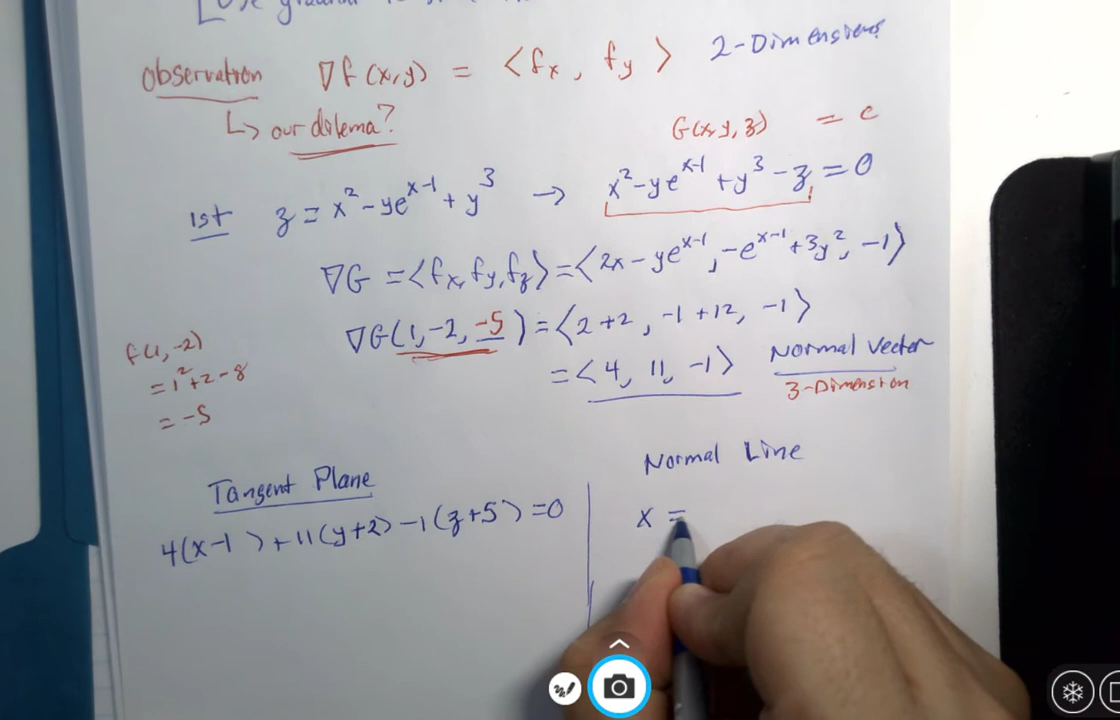 observation ∇f(x,y) = ⟨fx, fy⟩ 2-Dimensions
↳ our dilema?
G(x,y,z) = c
1st z = x²-ye^(x-1) + y³ → x²-ye^(x-1) +y³ -z = 0
∇G = ⟨fx, fy, fz⟩ = ⟨2x - ye^(x-1), -e^(x-1) + 3y², -1⟩
∇G(1, -2, -5) = ⟨2+2, -1+12, -1⟩
= ⟨4, 11, -1⟩ Normal Vector
3-Dimension
f(1, -2)
= 1²+2-8
= -5
Tangent Plane
4(x-1) + 11(y+2) -1(z+5) = 0
Normal Line
x =